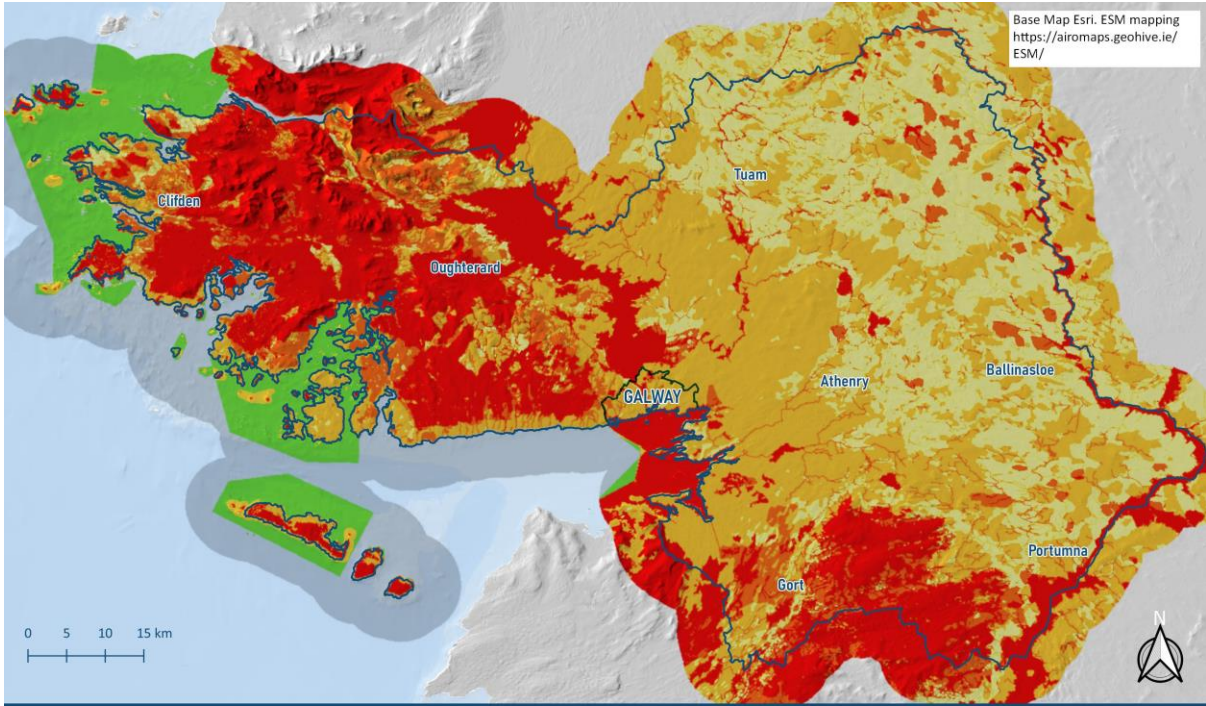 Base Map Esri. ESM mapping
https://airomaps.geohive.ie/
ESM/
Tuam
Clifden
Oughterard
Athenry
Ballinasloe
GALWAY
Portumna
Gort
N
0 5 10 15 km